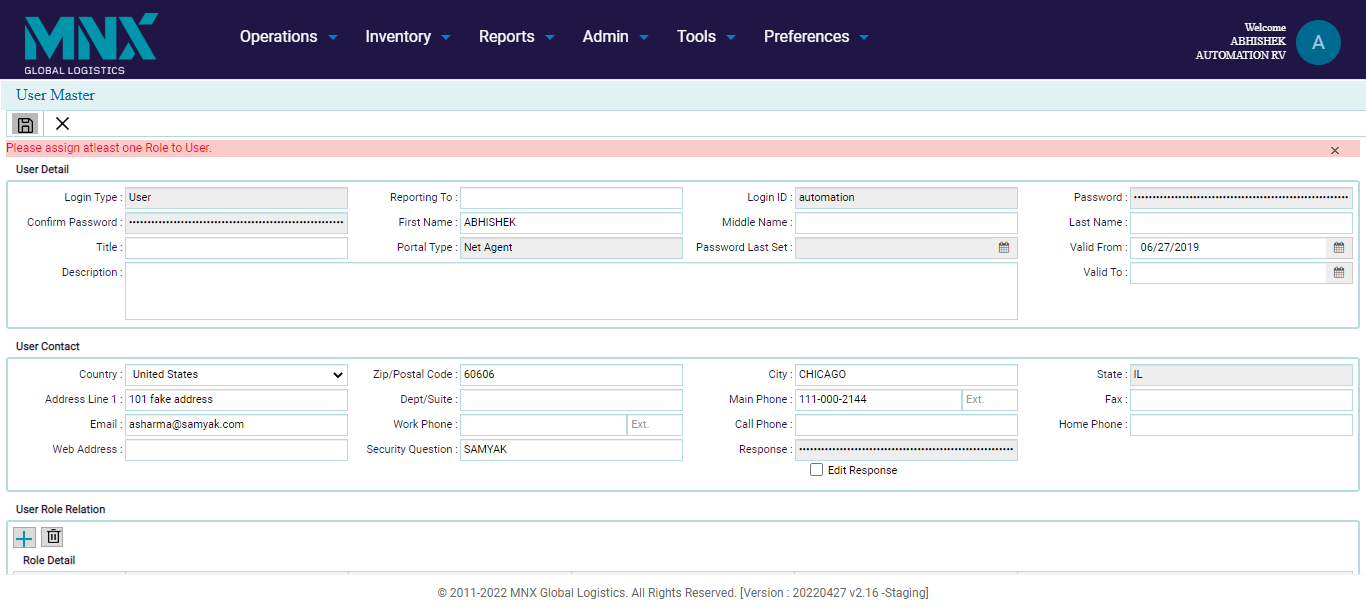 MNX
GLOBAL LOGISTICS
Operations Inventory Reports Admin Tools Preferences
Welcome
ABHISHEK
AUTOMATION RV
A
User Master
Please assign atleast one Role to User.
User Detail
Login Type : User Reporting To : Login ID : automation Password :
Confirm Password : First Name : ABHISHEK Middle Name : Last Name :
Title : Portal Type : Net Agent Password Last Set : Valid From : 06/27/2019
Description : Valid To :
User Contact
Country : United States Zip/Postal Code : 60606 City : CHICAGO State : IL
Address Line 1 : 101 fake address Dept/Suite : Main Phone : 111-000-2144 Ext. Fax :
Email : asharma@samyak.com Work Phone : Ext. Call Phone : Home Phone :
Web Address : Security Question : SAMYAK Response :
Edit Response
User Role Relation
Role Detail
© 2011-2022 MNX Global Logistics. All Rights Reserved. [Version : 20220427 v2.16 -Staging]